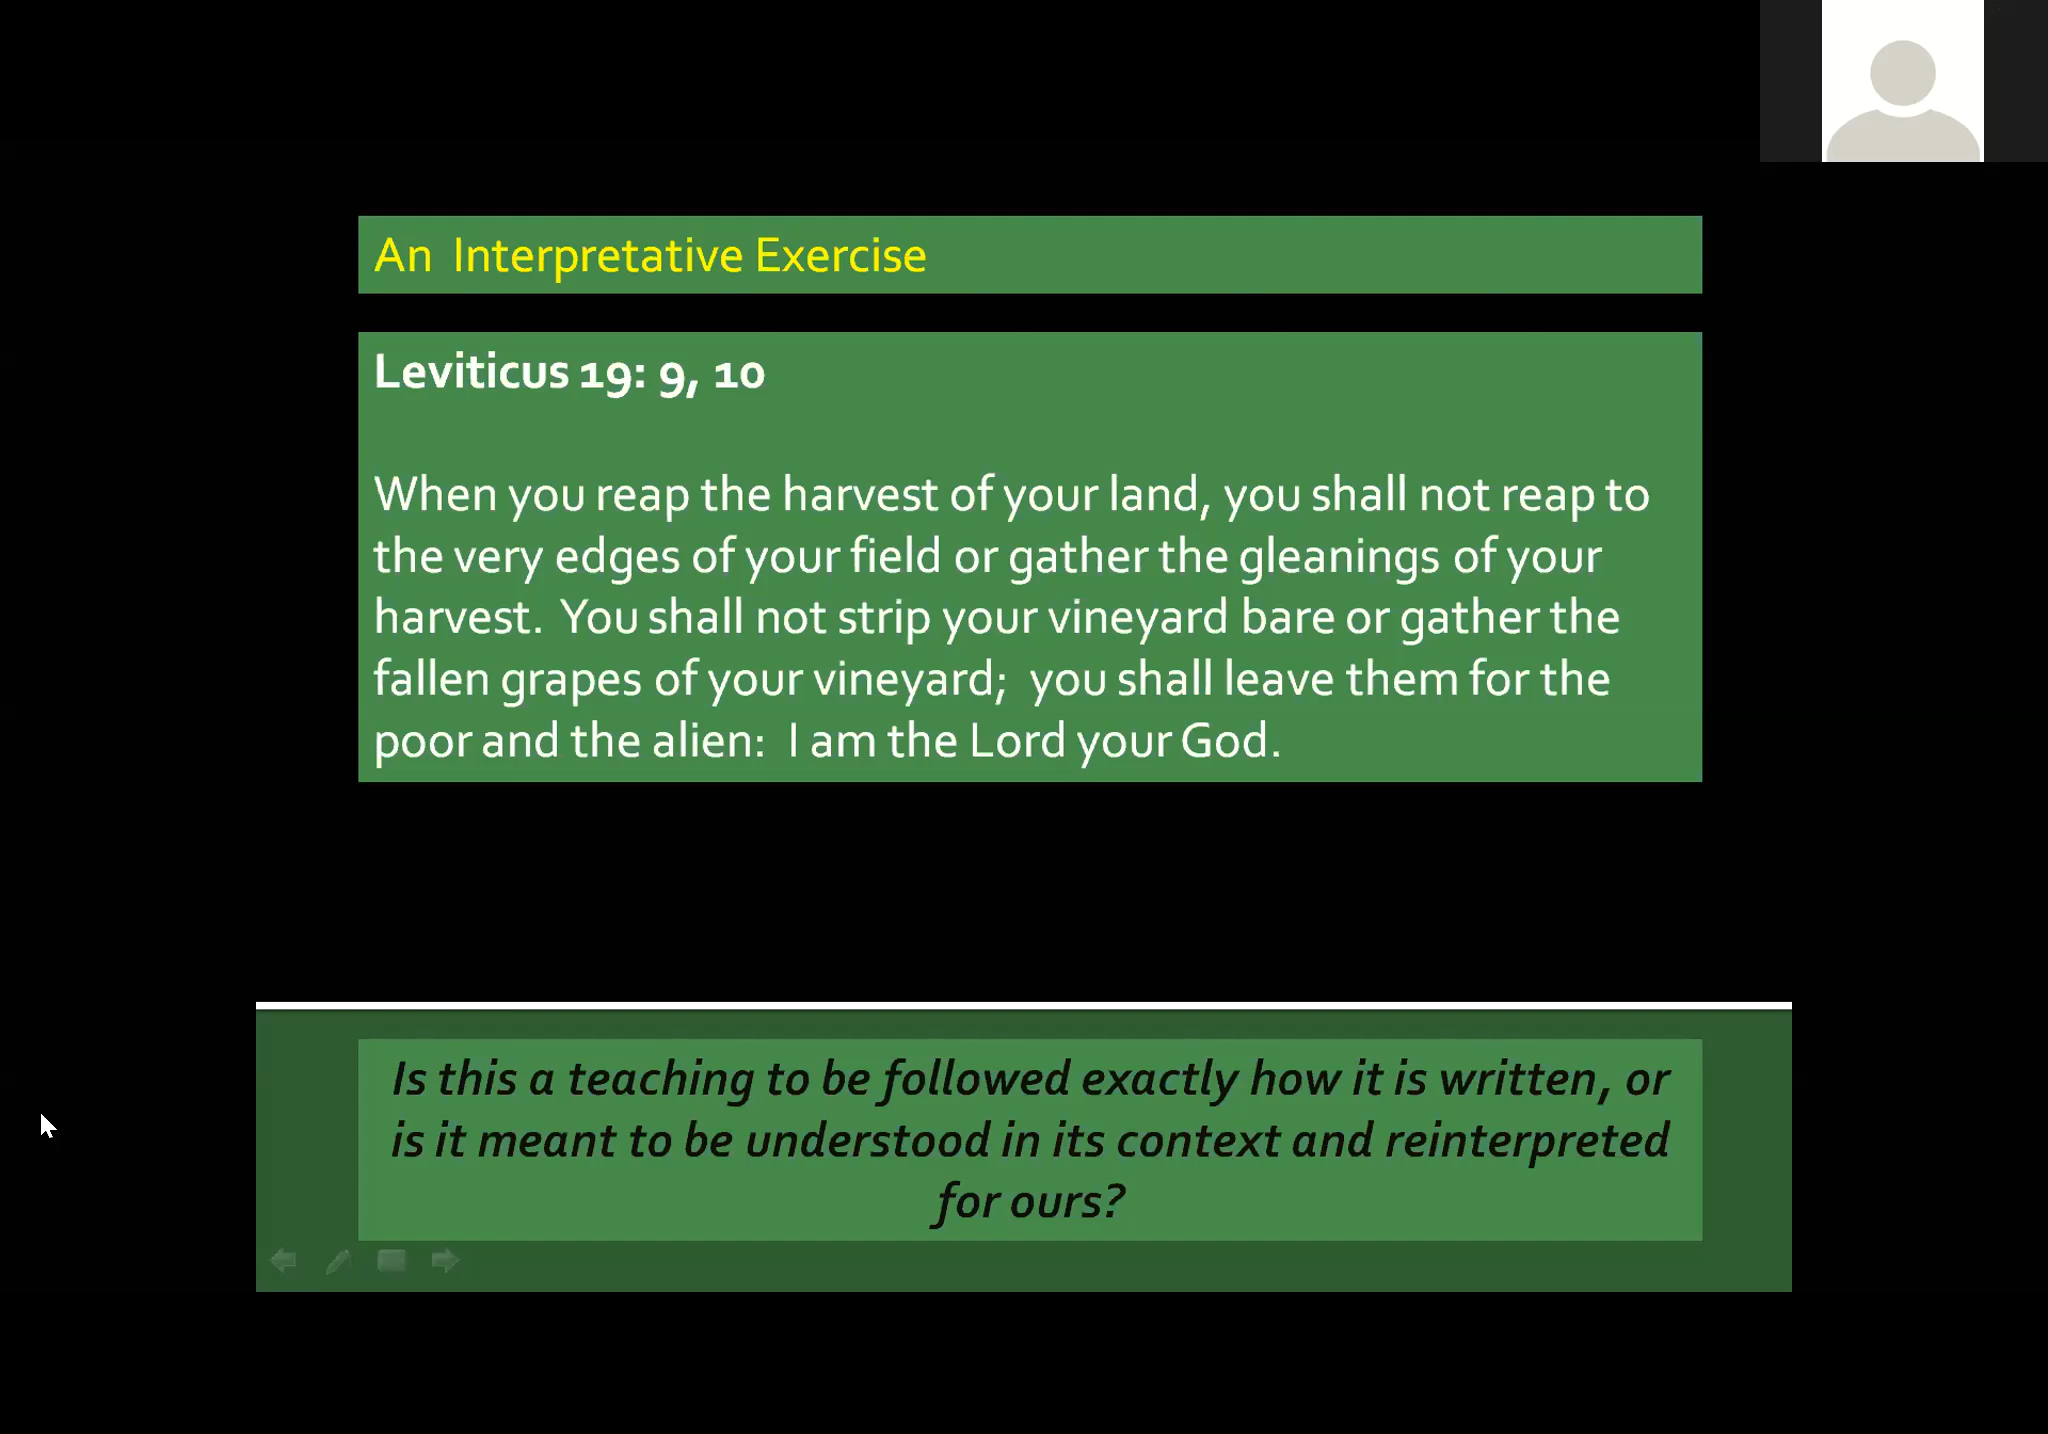 An  Interpretative Exercise
Leviticus 19: 9, 10
When you reap the harvest of your land, you shall not reap to
the very edges of your field or gather the gleanings of your
harvest.  You shall not strip your vineyard bare or gather the
fallen grapes of your vineyard;  you shall leave them for the
poor and the alien:  I am the Lord your God.
Is this a teaching to be followed exactly how it is written, or
is it meant to be understood in its context and reinterpreted
for ours?